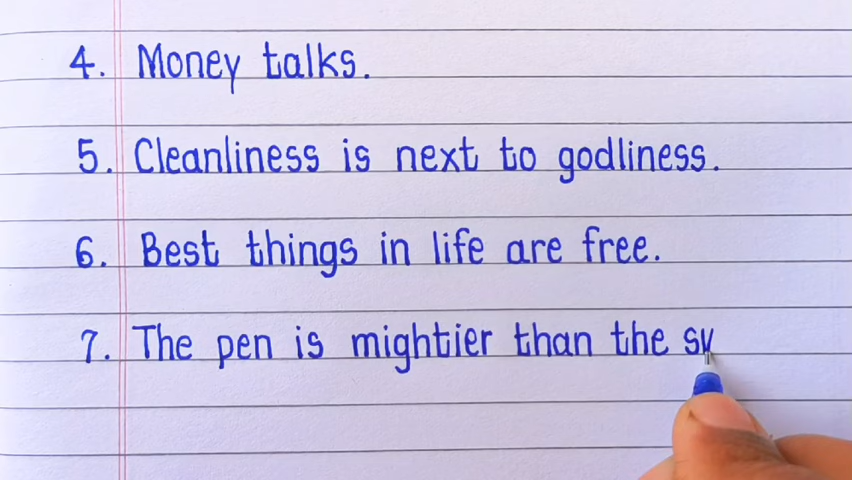 4. Money talks.
5. Cleanliness is next to godliness.
6. Best things in life are free.
7. The pen is mightier than the